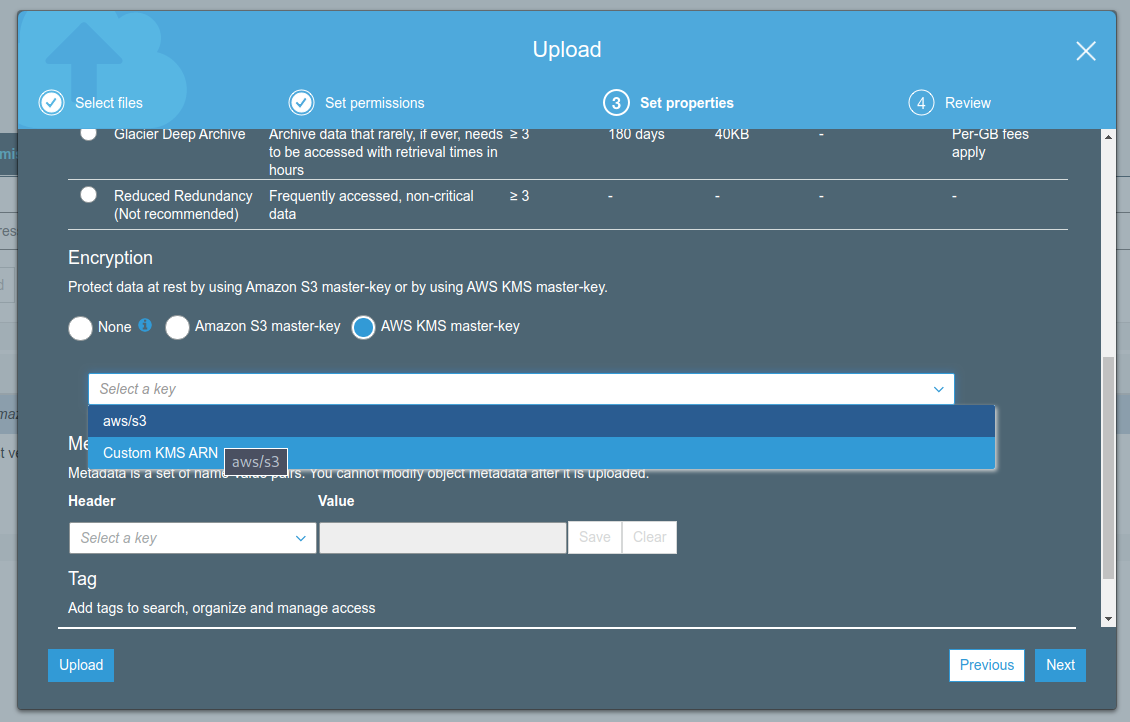 Upload
Select files
Set permissions
3 Set properties
4 Review
Glacier Deep Archive Archive data that rarely, if ever, needs ≥ 3 180 days 40KB - Per-GB fees
to be accessed with retrieval times in apply
hours
Reduced Redundancy Frequently accessed, non-critical ≥ 3 - - - -
(Not recommended) data
Encryption
Protect data at rest by using Amazon S3 master-key or by using AWS KMS master-key.
None Amazon S3 master-key AWS KMS master-key
Select a key
aws/s3
Custom KMS ARN
aws/s3
Metadata is a set of name-value pairs. You cannot modify object metadata after it is uploaded.
Header Value
Select a key Save Clear
Tag
Add tags to search, organize and manage access
Upload Previous Next